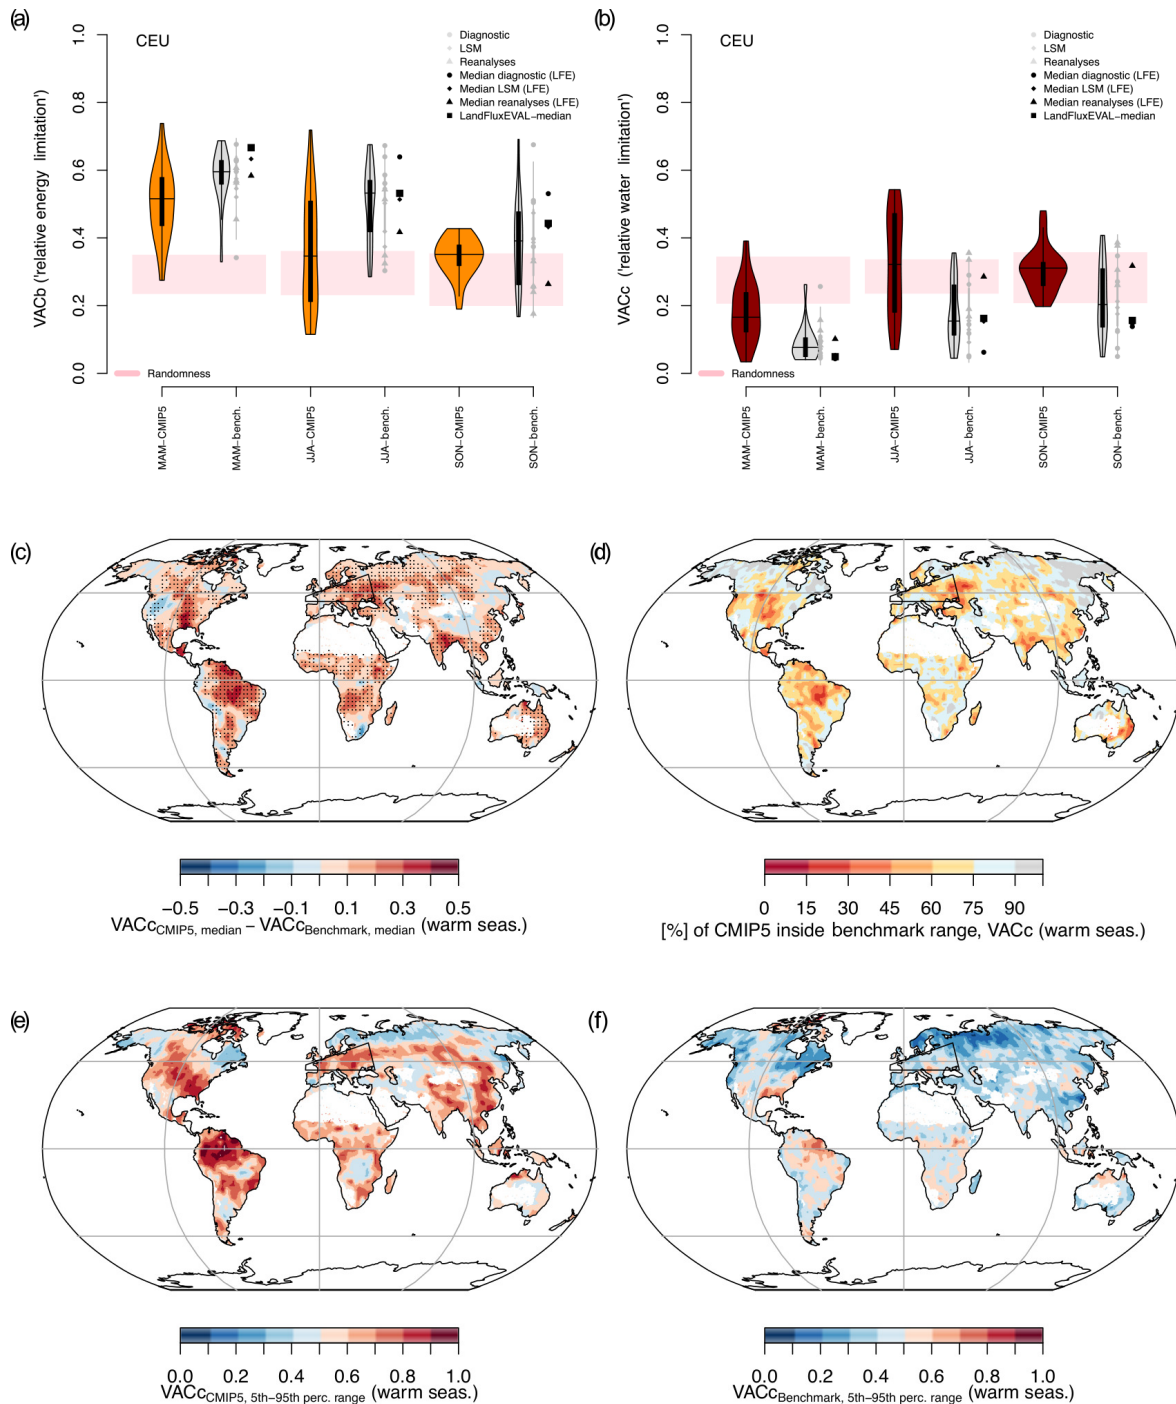 (a)
CEU
Diagnostic
LSM
Reanalyses
Median diagnostic (LFE)
Median LSM (LFE)
Median reanalyses (LFE)
LandFluxEVAL−median
VACb ('relative energy limitation')
1.0
0.8
0.6
0.4
0.2
0.0
Randomness
MAM−CMIP5
MAM−bench.
JJA−CMIP5
JJA−bench.
SON−CMIP5
SON−bench.
(b)
CEU
Diagnostic
LSM
Reanalyses
Median diagnostic (LFE)
Median LSM (LFE)
Median reanalyses (LFE)
LandFluxEVAL−median
VACc ('relative water limitation')
1.0
0.8
0.6
0.4
0.2
0.0
Randomness
MAM−CMIP5
MAM−bench.
JJA−CMIP5
JJA−bench.
SON−CMIP5
SON−bench.
(c)
−0.5 −0.3 −0.1 0.1 0.3 0.5
VACcCMIP5, median − VACcBenchmark, median (warm seas.)
(d)
0 15 30 45 60 75 90
[%] of CMIP5 inside benchmark range, VACc (warm seas.)
(e)
0.0 0.2 0.4 0.6 0.8 1.0
VACcCMIP5, 5th−95th perc. range (warm seas.)
(f)
0.0 0.2 0.4 0.6 0.8 1.0
VACcBenchmark, 5th−95th perc. range (warm seas.)